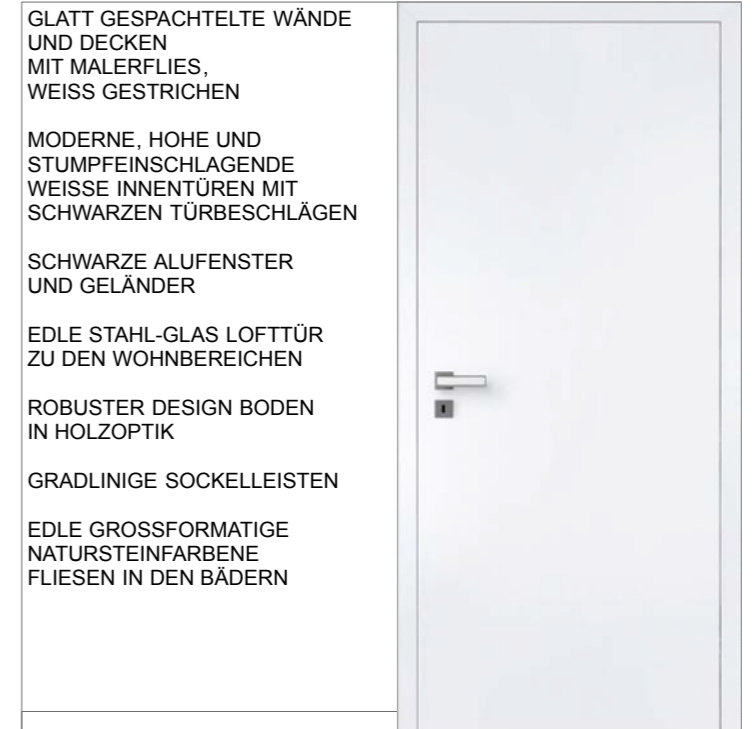 GLATT GESPACHTELTE WÄNDE
UND DECKEN
MIT MALERFLIES,
WEISS GESTRICHEN
MODERNE, HOHE UND
STUMPFEINSCHLAGENDE
WEISSE INNENTÜREN MIT
SCHWARZEN TÜRBESCHLÄGEN
SCHWARZE ALUFENSTER
UND GELÄNDER
EDLE STAHL-GLAS LOFTTÜR
ZU DEN WOHNBEREICHEN
ROBUSTER DESIGN BODEN
IN HOLZOPTIK
GRADLINIGE SOCKELLEISTEN
EDLE GROSSFORMATIGE
NATURSTEINFARBENE
FLIESEN IN DEN BÄDERN